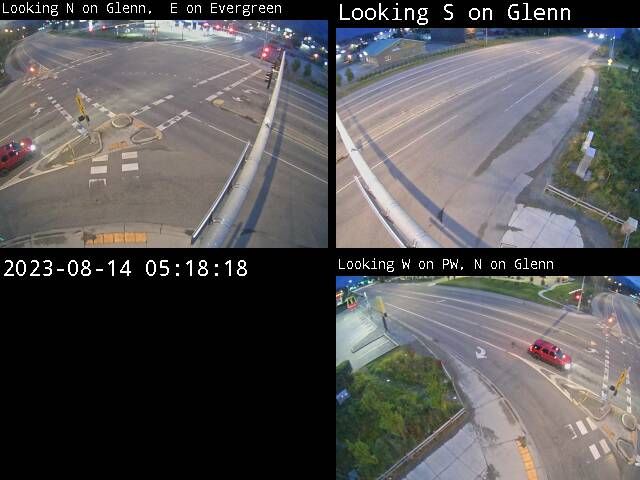 Looking N on Glenn,  E on Evergreen
Looking S on Glenn
2023-08-14 05:18:18
Looking W on PW, N on Glenn